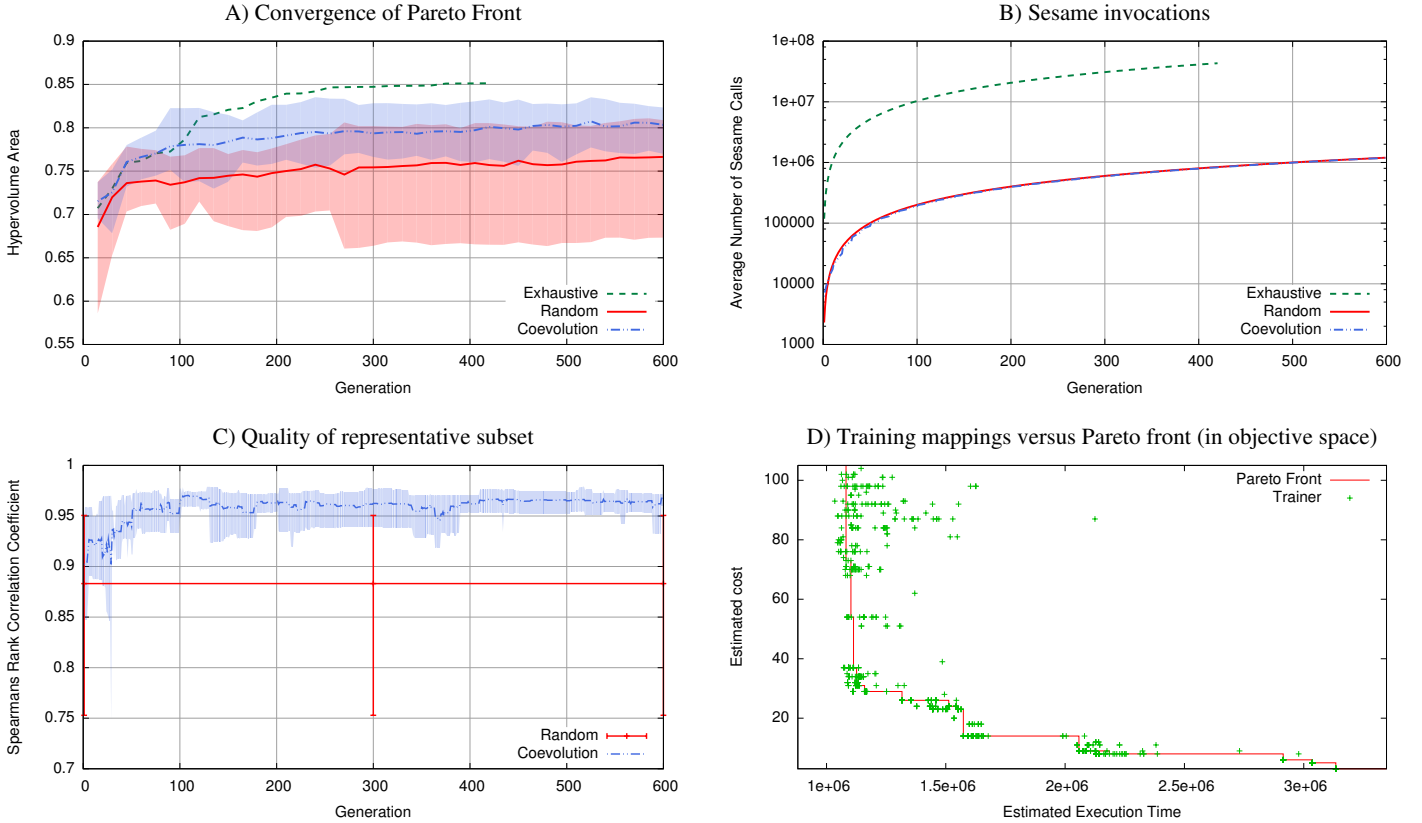 A) Convergence of Pareto Front
0.9
0.85
0.8
0.75
0.7
0.65
0.6
0.55
Hypervolume Area
Exhaustive
Random
Coevolution
0 100 200 300 400 500 600
Generation
B) Sesame invocations
1e+08
1e+07
1e+06
100000
10000
1000
Average Number of Sesame Calls
Exhaustive
Random
Coevolution
0 100 200 300 400 500 600
Generation
C) Quality of representative subset
1
0.95
0.9
0.85
0.8
0.75
0.7
Spearmans Rank Correlation Coefficient
Random
Coevolution
0 100 200 300 400 500 600
Generation
D) Training mappings versus Pareto front (in objective space)
100
80
60
40
20
Estimated cost
Pareto Front
Trainer
1e+06 1.5e+06 2e+06 2.5e+06 3e+06
Estimated Execution Time